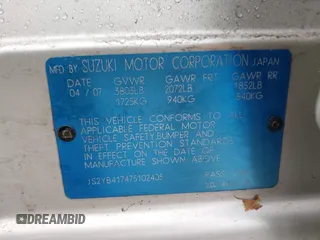 MFD BY SUZUKI MOTOR CORPORATION JAPAN
GVWR GAWR FRT GAWR RR
04 / 07 3805LB 2072LB 1852LB
1725KG 940KG 840KG
THIS VEHICLE CONFORMS TO ALL
APPLICABLE FEDERAL MOTOR
VEHICLE SAFETY,BUMPER AND
THEFT PREVENTION STANDARDS
IN EFFECT ON THE DATE OF
MANUFACTURE SHOWN ABOVE
PASS
DREAMBID